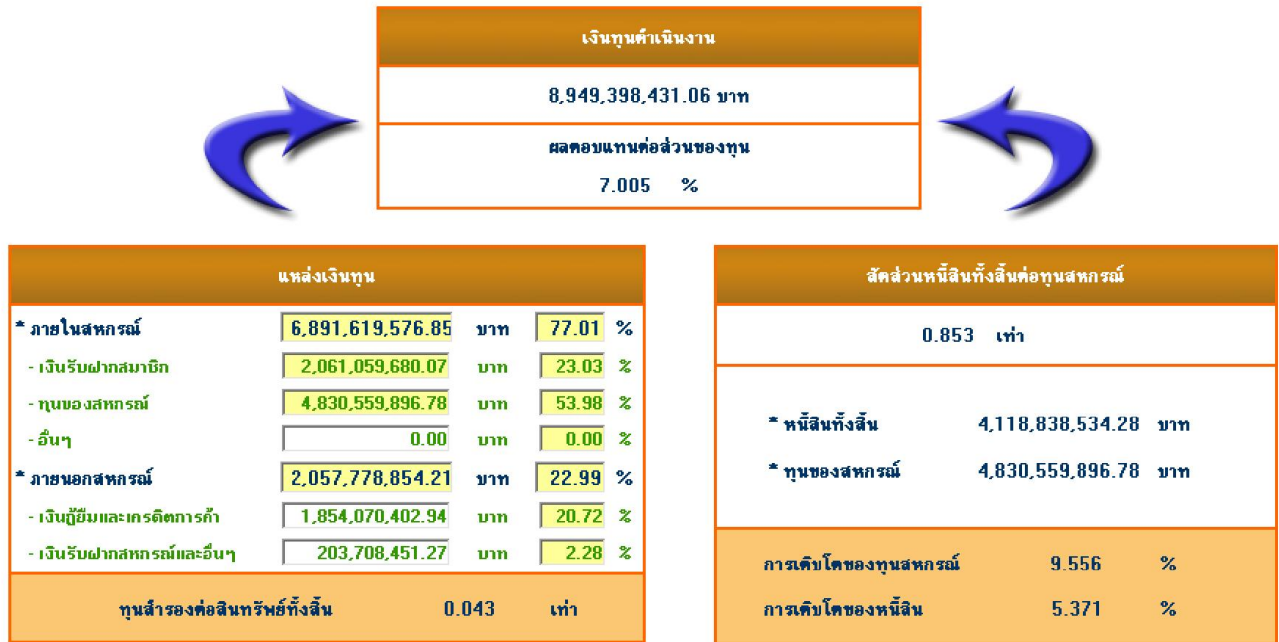 เงินทุนดำเนินงาน
8,949,398,431.06 บาท
ผลตอบแทนต่อส่วนของทุน
7.005 %
แหล่งเงินทุน
* ภายในสหกรณ์ 6,891,619,576.85 บาท 77.01 %
- เงินรับฝากสมาชิก 2,061,059,680.07 บาท 23.03 %
- ทุนของสหกรณ์ 4,830,559,896.78 บาท 53.98 %
- อื่นๆ 0.00 บาท 0.00 %
* ภายนอกสหกรณ์ 2,057,778,854.21 บาท 22.99 %
- เงินกู้ยืมและเครดิตการค้า 1,854,070,402.94 บาท 20.72 %
- เงินรับฝากสหกรณ์และอื่นๆ 203,708,451.27 บาท 2.28 %
ทุนสำรองต่อสินทรัพย์ทั้งสิ้น 0.043 เท่า
สัดส่วนหนี้สินทั้งสิ้นต่อทุนสหกรณ์
0.853 เท่า
* หนี้สินทั้งสิ้น 4,118,838,534.28 บาท
* ทุนของสหกรณ์ 4,830,559,896.78 บาท
การเติบโตของทุนสหกรณ์ 9.556 %
การเติบโตของหนี้สิน 5.371 %